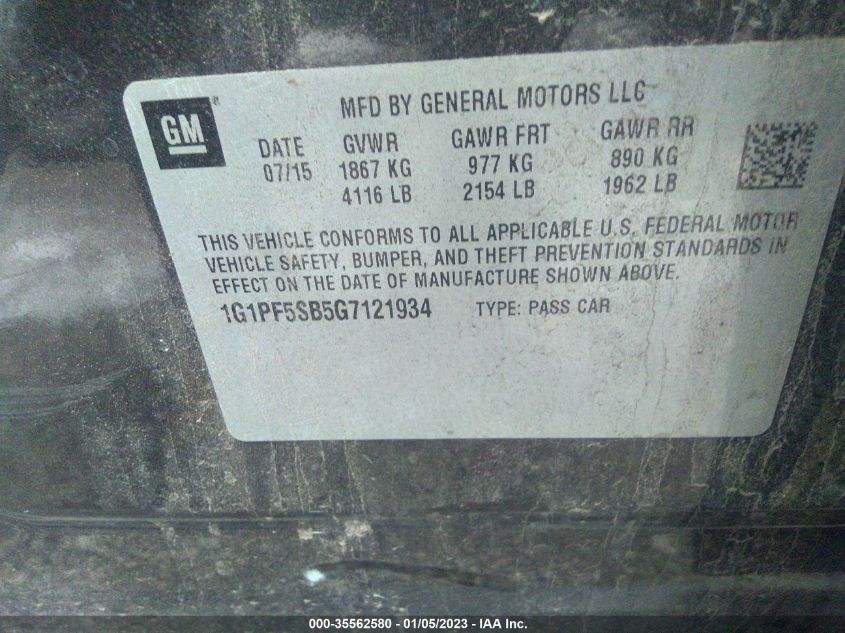 GM
MFD BY GENERAL MOTORS LLC
DATE GVWR GAWR FRT GAWR RR
07/15 1867 KG 977 KG 890 KG
4116 LB 2154 LB 1962 LB
THIS VEHICLE CONFORMS TO ALL APPLICABLE U.S. FEDERAL MOTOR
VEHICLE SAFETY, BUMPER, AND THEFT PREVENTION STANDARDS IN
EFFECT ON THE DATE OF MANUFACTURE SHOWN ABOVE.
1G1PF5SB5G7121934 TYPE: PASS CAR
000-35562580 - 01/05/2023 - IAA Inc.